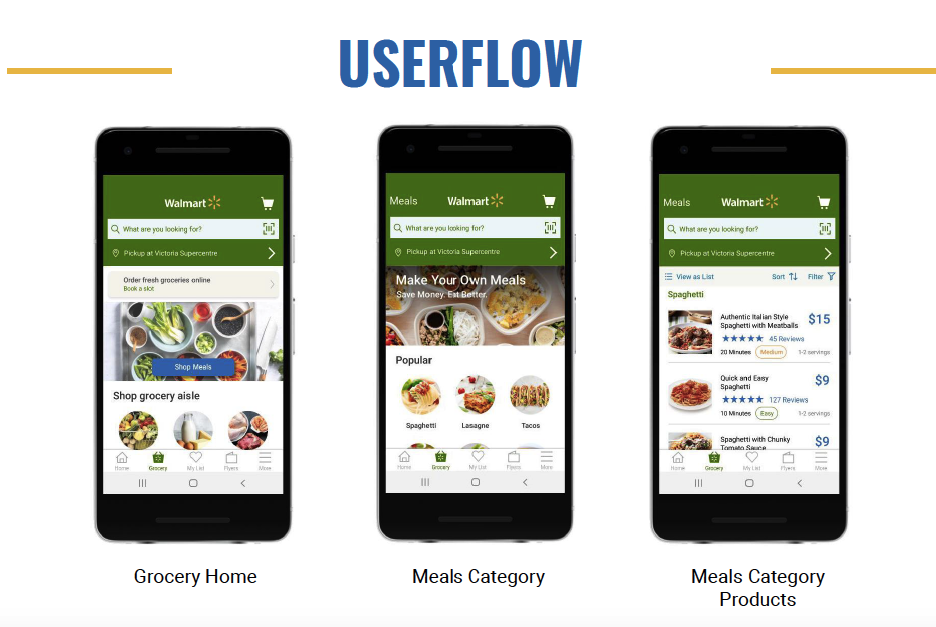 USERFLOW
Walmart
What are you looking for?
Pickup at Victoria Supercentre
Order fresh groceries online
Book a slot
Shop Meals
Shop grocery aisle
Home Grocery My List Flyers More
Grocery Home
Meals Walmart
What are you looking for?
Pickup at Victoria Supercentre
Make Your Own Meals
Save Money. Eat Better.
Popular
Spaghetti Lasagne Tacos
Home Grocery My List Flyers More
Meals Category
Meals Walmart
What are you looking for?
Pickup at Victoria Supercentre
View as List Sort Filter
Spaghetti
Authentic Italian Style $15
Spaghetti with Meatballs
45 Reviews
20 Minutes Medium 1-2 servings
Quick and Easy $9
Spaghetti
127 Reviews
10 Minutes Easy 1-2 servings
Spaghetti with Chunky $9
Tomato Sauce
Home Grocery My List Flyers More
Meals Category
Products